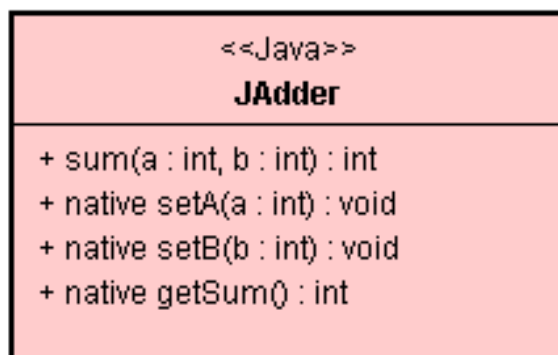 <<Java>>
JAdder
+ sum(a : int, b : int) : int
+ native setA(a : int) : void
+ native setB(b : int) : void
+ native getSum() : int